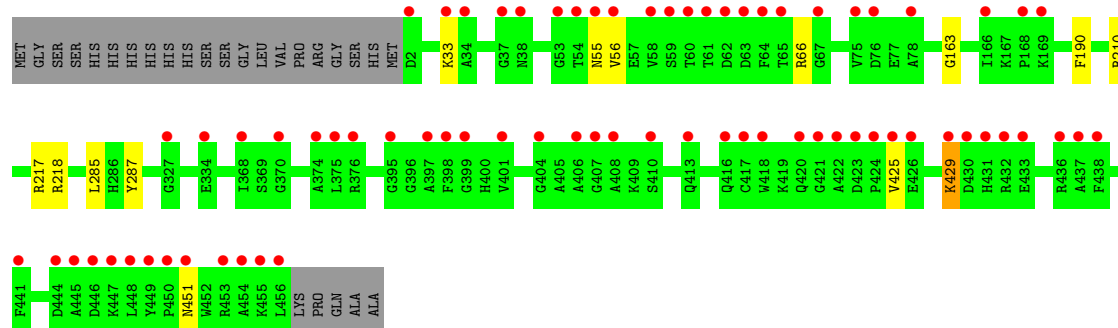 MET GLY SER SER HIS HIS HIS HIS HIS HIS SER SER GLY LEU VAL PRO ARG GLY SER HIS MET D2 K33 A34 G37 N38 G53 T54 N55 V56 E57 V58 S59 T60 T61 D62 D63 F64 T65 R66 G67 V75 D76 E77 A78 G163 I166 K167 P168 K169 F190
R217 R218 L285 H286 Y287 G327 E334 I368 S369 G370 A374 L375 R376 G395 G396 A397 F398 G399 H400 V401 G404 A405 A406 G407 A408 K409 S410 Q413 Q416 C417 W418 K419 Q420 G421 A422 D423 P424 V425 E426 K429 D430 H431 R432 E433 R436 A437 F438
F441 D444 A445 D446 K447 L448 Y449 P450 N451 W452 R453 A454 K455 L456 LYS PRO GLN ALA ALA